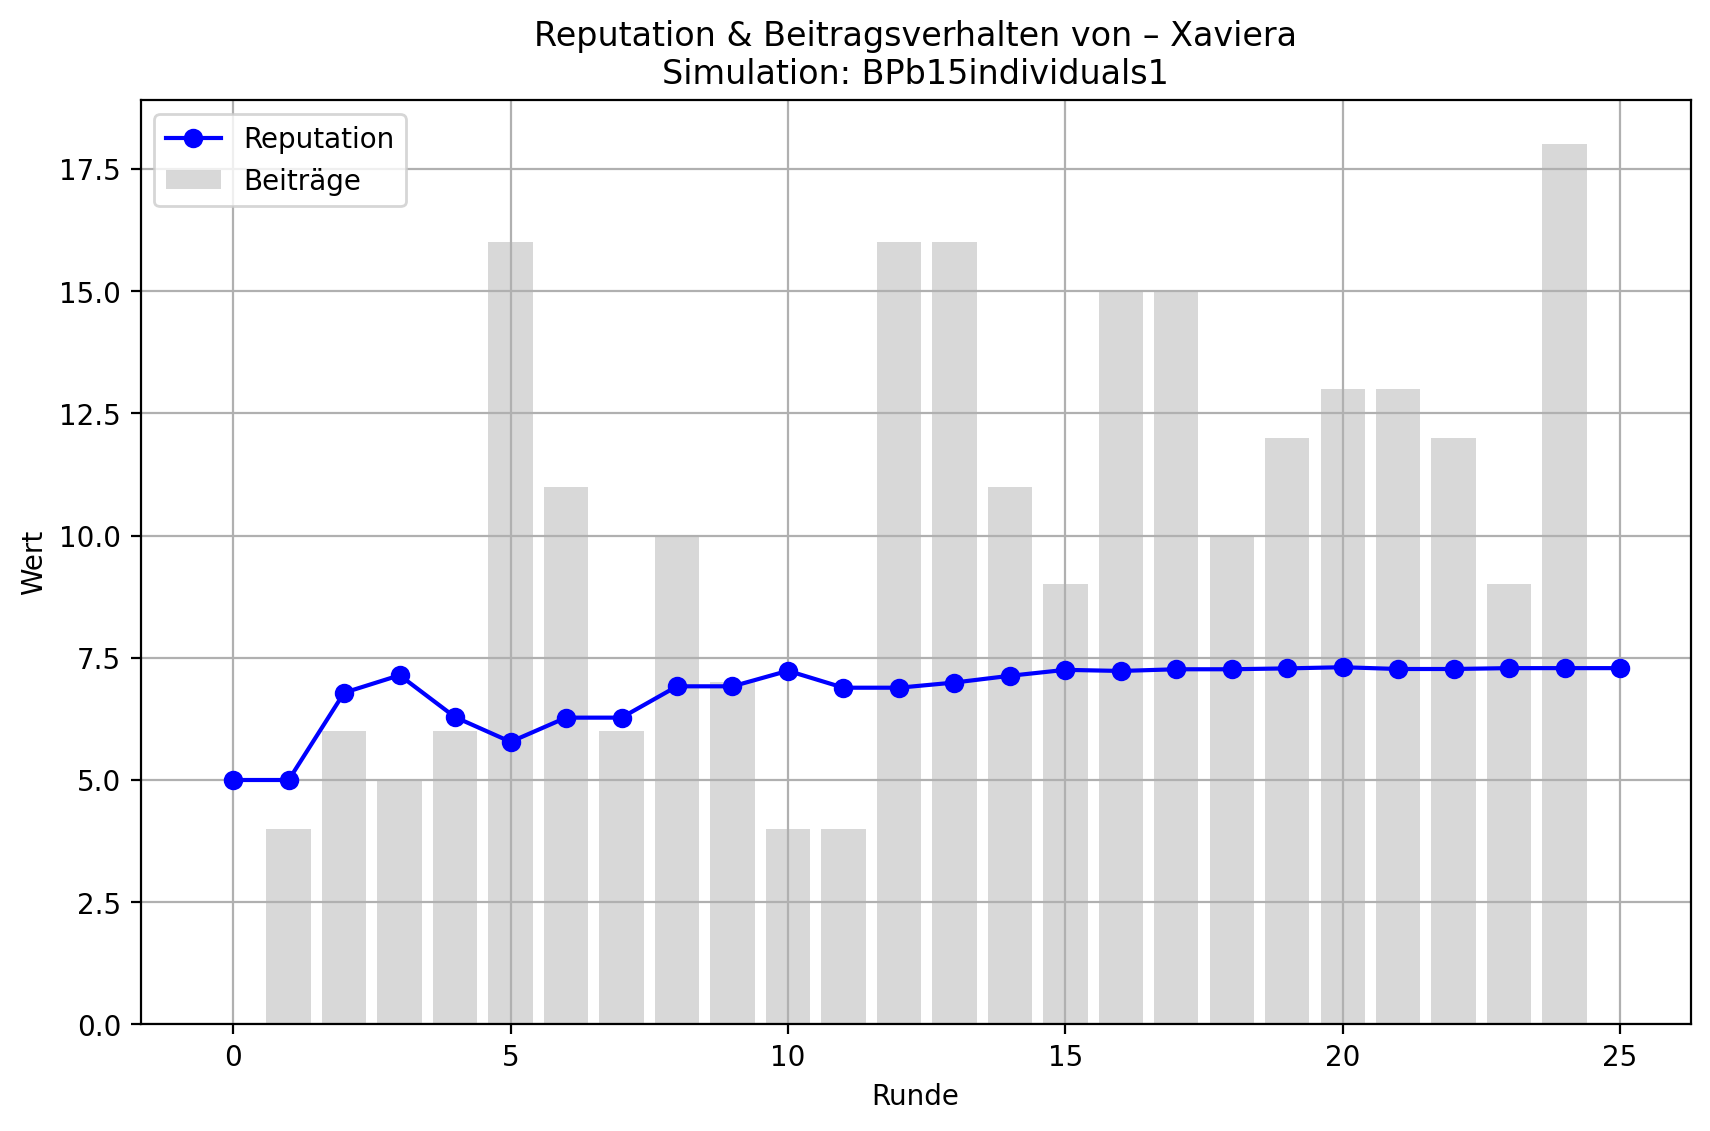 Reputation & Beitragsverhalten von – Xaviera
Simulation: BPb15individuals1
Reputation
Beiträge
17.5
15.0
12.5
10.0
7.5
5.0
2.5
0.0
Wert
0 5 10 15 20 25
Runde